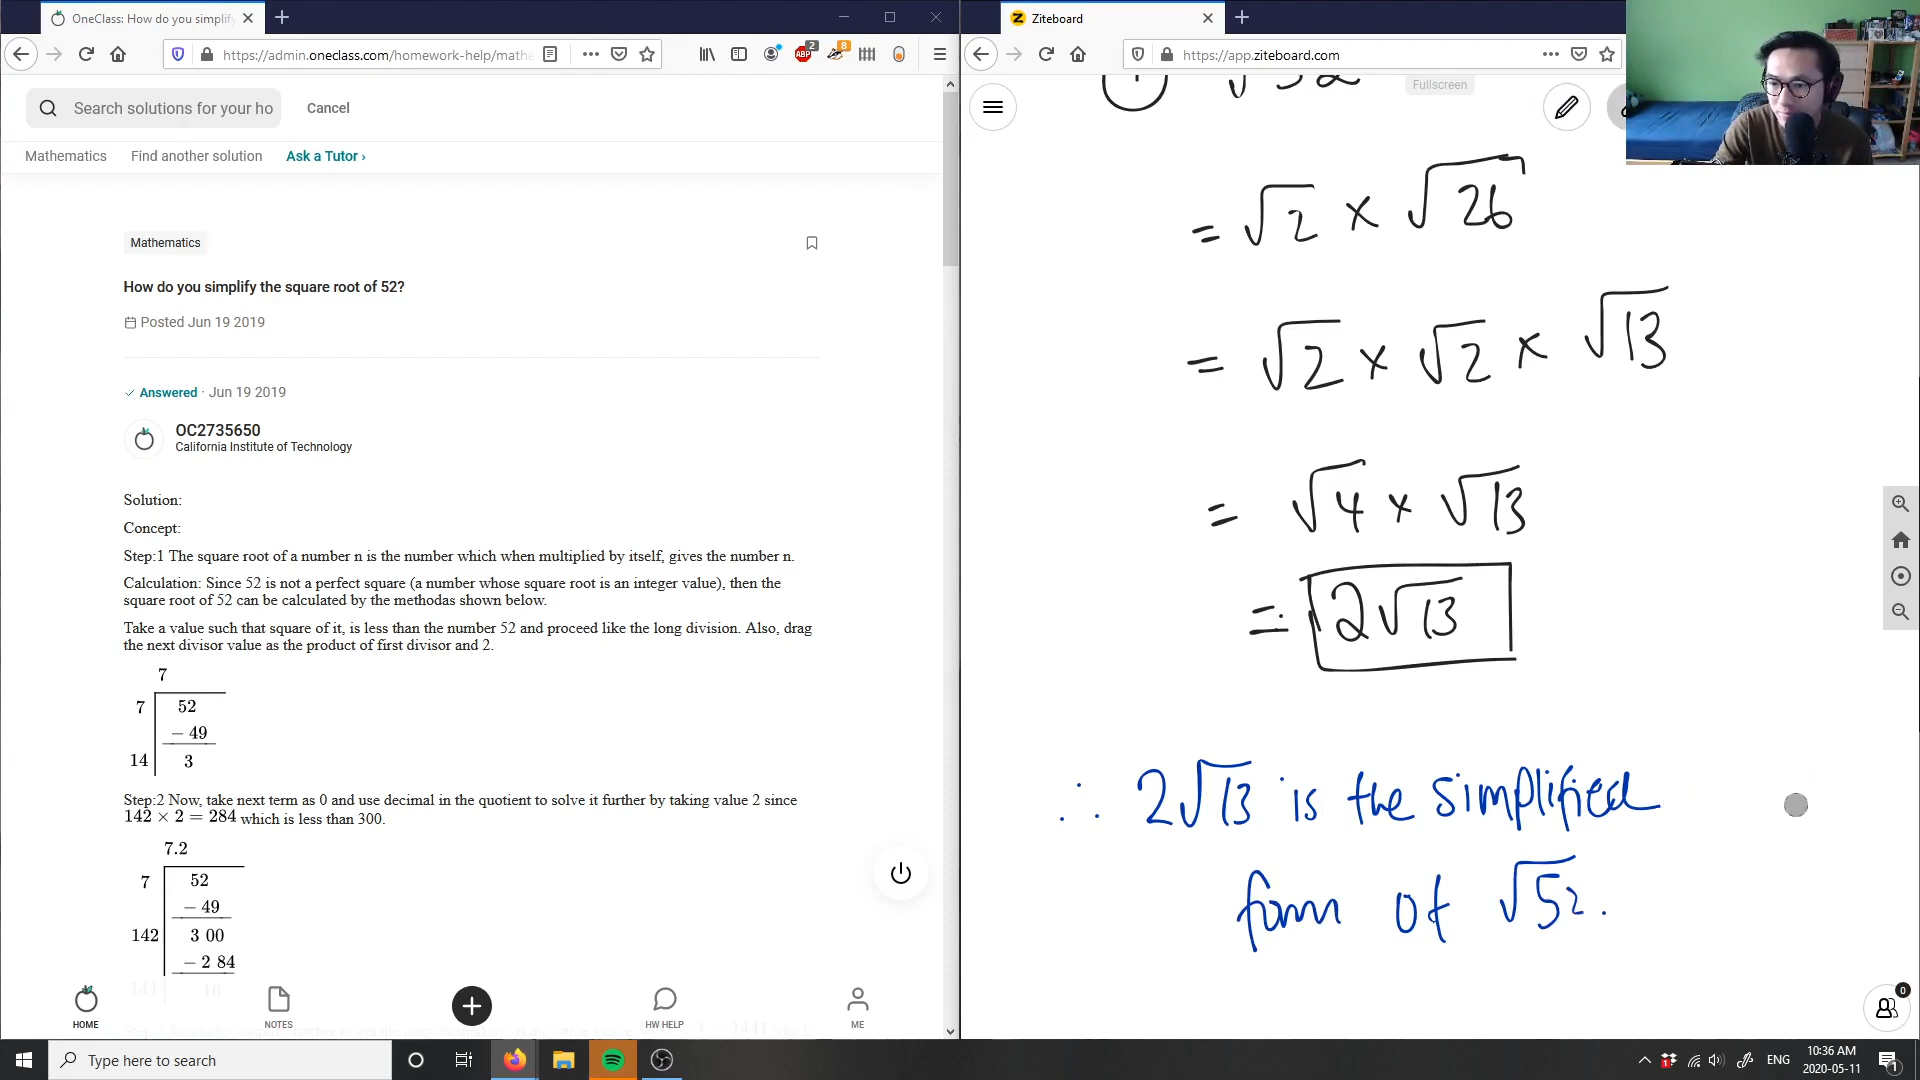 OneClass: How do you simplify
https://admin.oneclass.com/homework-help/mathe
2
8
Search solutions for your ho
Cancel
Mathematics
Find another solution
Ask a Tutor ›
Mathematics
How do you simplify the square root of 52?
Posted Jun 19 2019
Answered · Jun 19 2019
OC2735650
California Institute of Technology
Solution:
Concept:
Step:1 The square root of a number n is the number which when multiplied by itself, gives the number n.
Calculation: Since 52 is not a perfect square (a number whose square root is an integer value), then the
square root of 52 can be calculated by the methodas shown below.
Take a value such that square of it, is less than the number 52 and proceed like the long division. Also, drag
the next divisor value as the product of first divisor and 2.
7
7 52
− 49
14 3
Step:2 Now, take next term as 0 and use decimal in the quotient to solve it further by taking value 2 since
142 × 2 = 284 which is less than 300.
7.2
7 52
− 49
142 3 00
− 2 84
144 16
HOME
NOTES
HW HELP
ME
Ziteboard
https://app.ziteboard.com
Fullscreen
√52
= √2 × √26
= √2 × √2 × √13
= √4 × √13
= 2√13
∴ 2√13 is the simplified
form of √52.
0
Type here to search
ENG
10:36 AM
2020-05-11
1